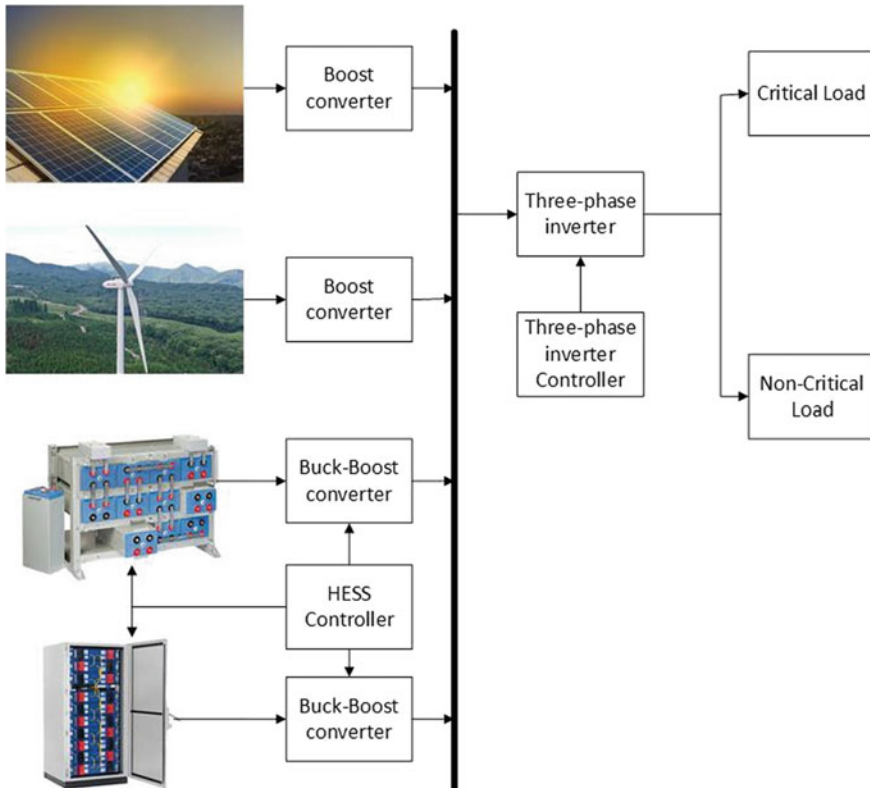 Boost
converter
Critical Load
Three-phase
inverter
Boost
converter
Three-phase
inverter
Controller
Non-Critical
Load
Buck-Boost
converter
HESS
Controller
Buck-Boost
converter